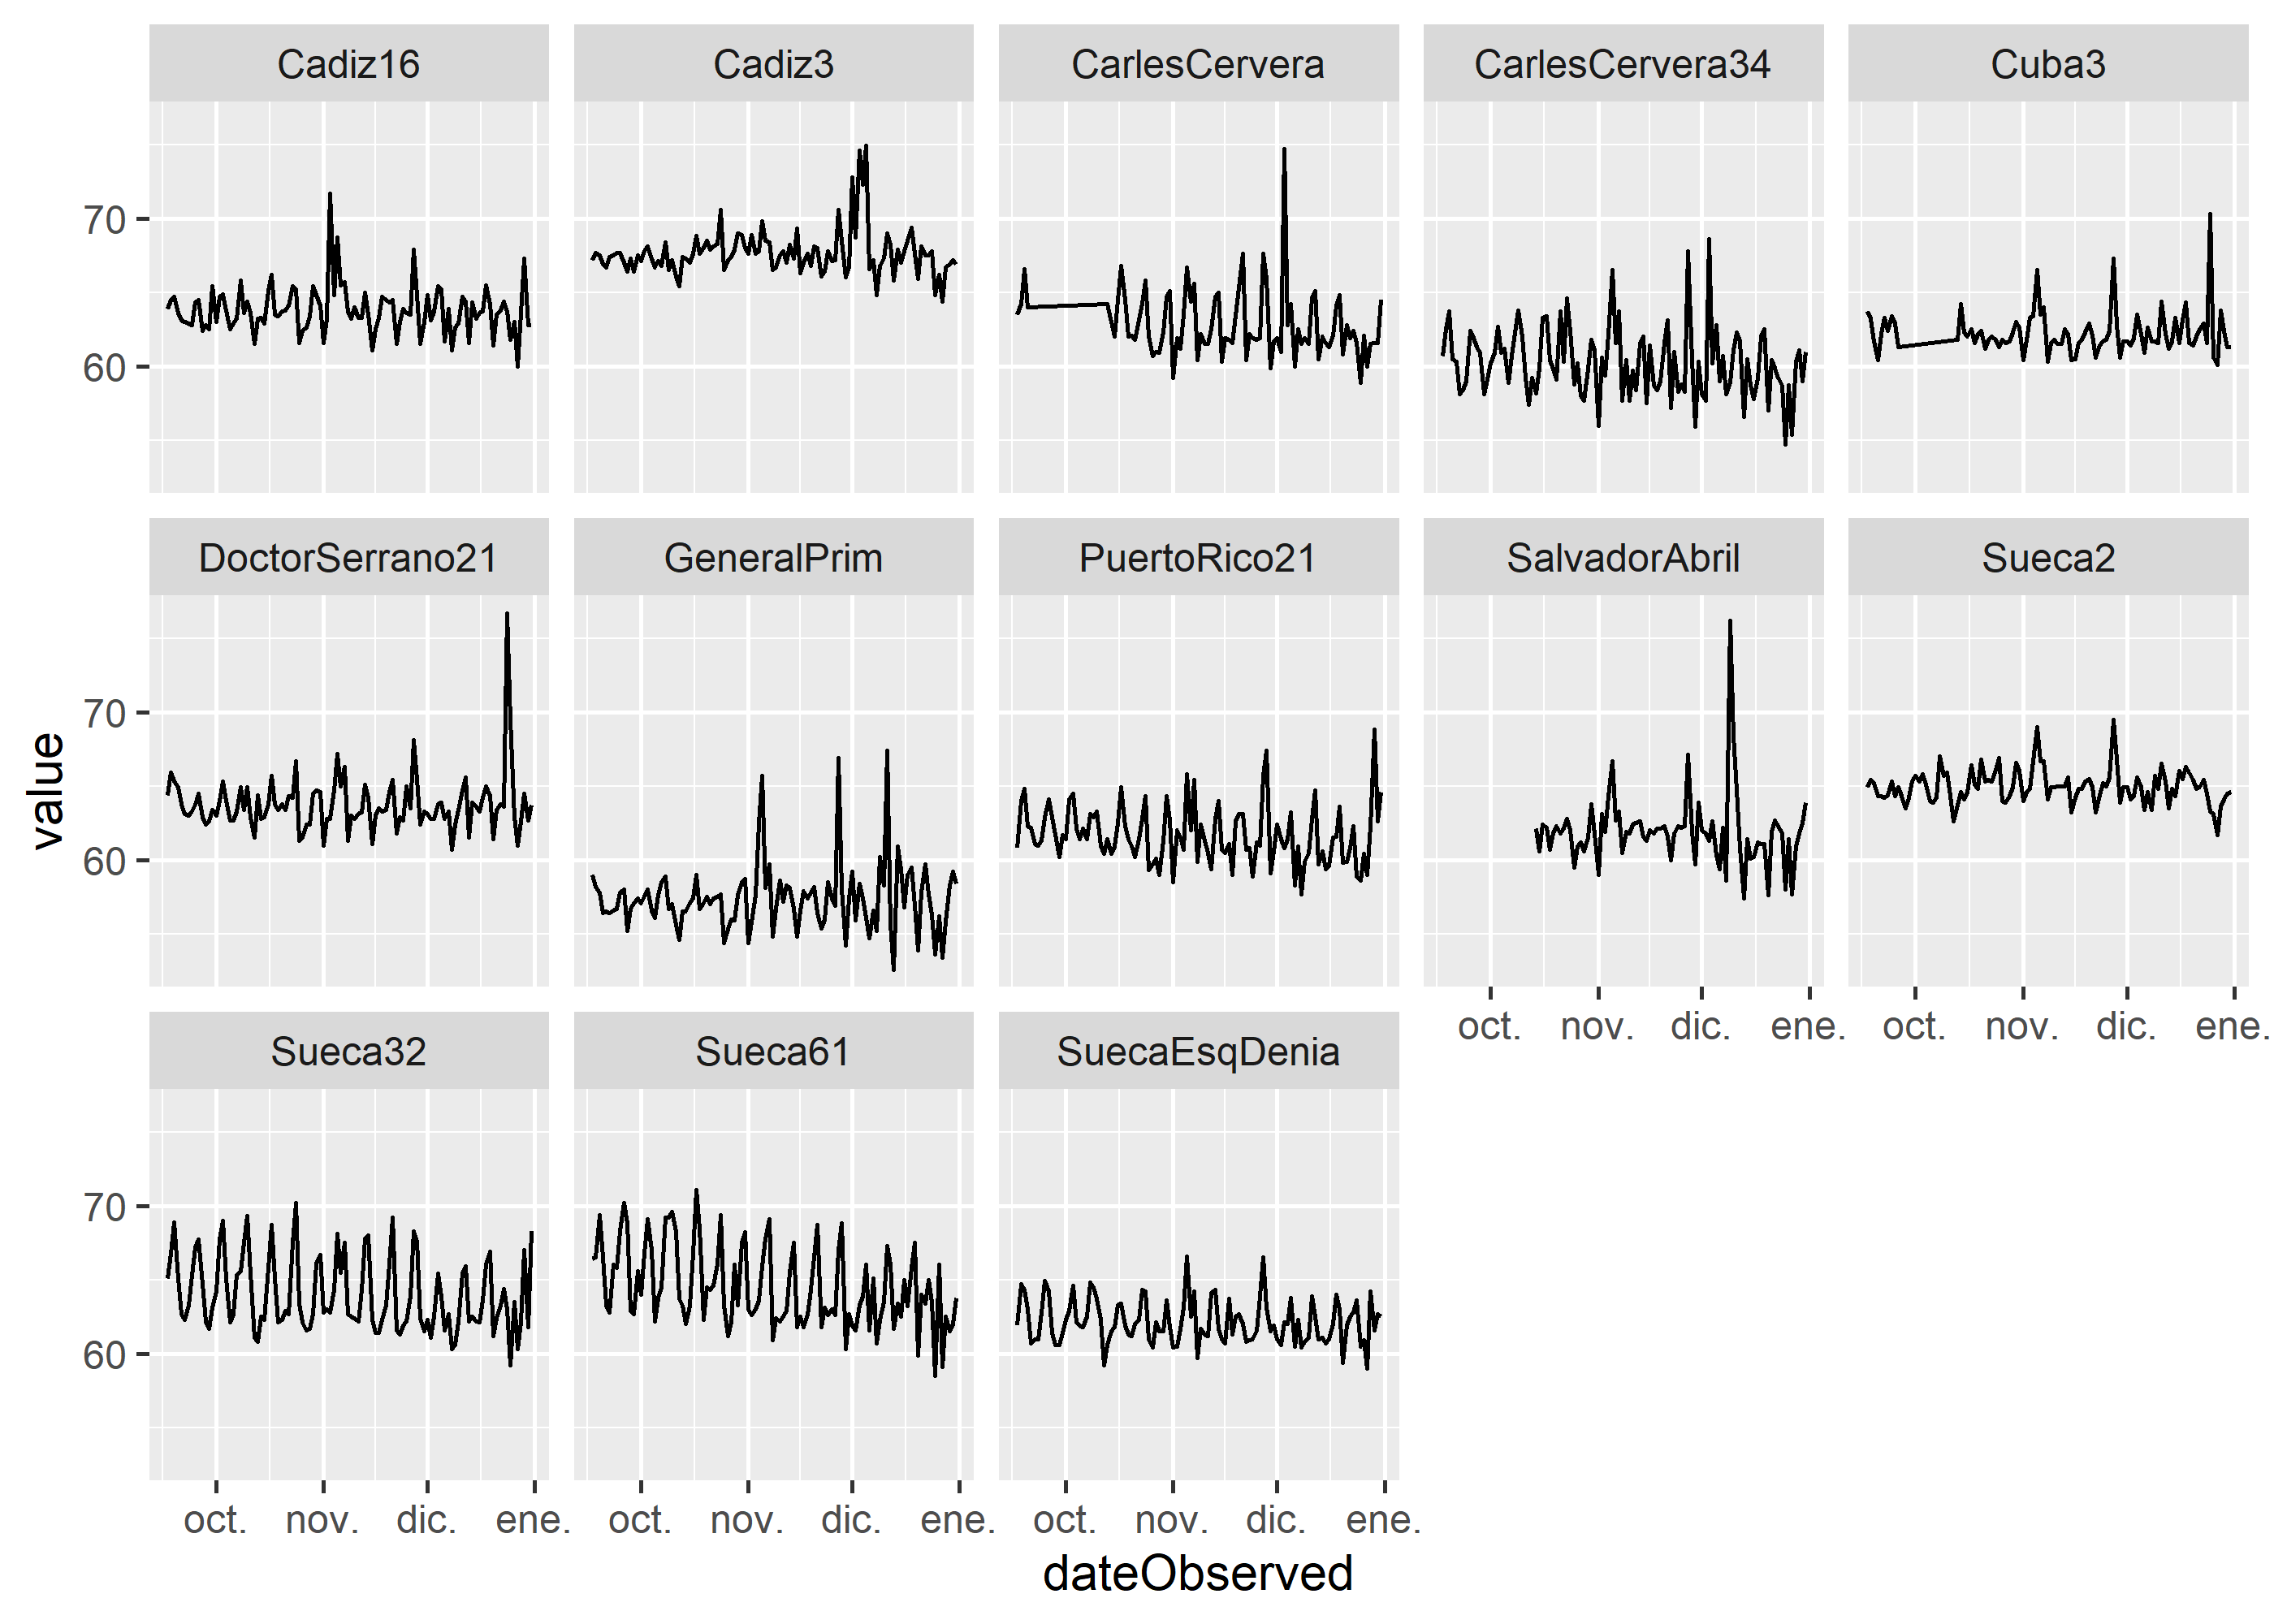 Cadiz16 Cadiz3 CarlesCervera CarlesCervera34 Cuba3
70
60
DoctorSerrano21 GeneralPrim PuertoRico21 SalvadorAbril Sueca2
70
60
value
oct. nov. dic. ene. oct. nov. dic. ene.
Sueca32 Sueca61 SuecaEsqDenia
70
60
oct. nov. dic. ene. oct. nov. dic. ene. oct. nov. dic. ene.
dateObserved